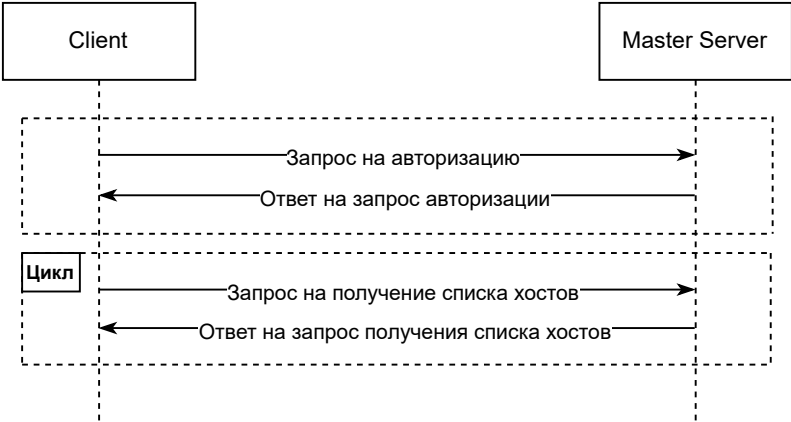 Client
Master Server
Запрос на авторизацию
Ответ на запрос авторизации
Цикл
Запрос на получение списка хостов
Ответ на запрос получения списка хостов